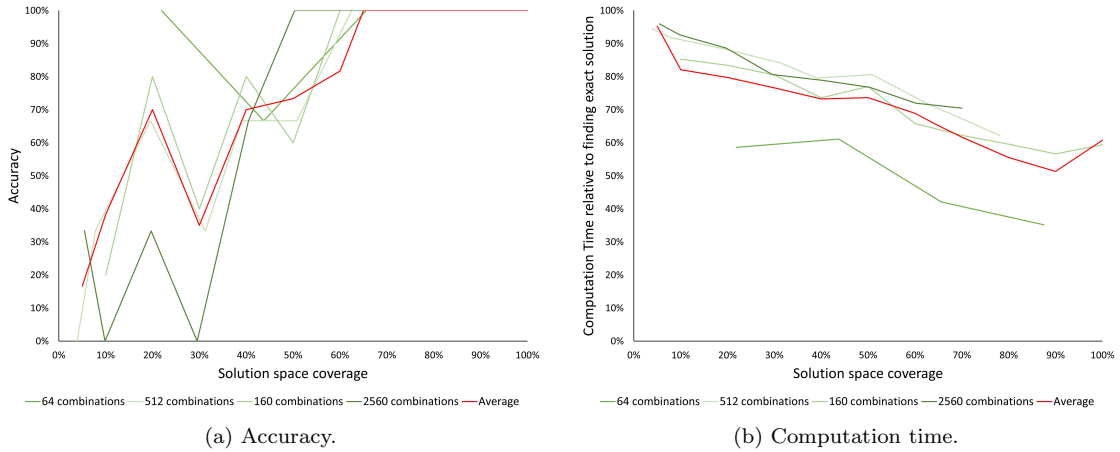 100%
90%
80%
70%
60%
50%
40%
30%
20%
10%
0%
Accuracy
0% 10% 20% 30% 40% 50% 60% 70% 80% 90% 100%
Solution space coverage
64 combinations 512 combinations 160 combinations 2560 combinations Average
(a) Accuracy.
100%
90%
80%
70%
60%
50%
40%
30%
20%
10%
0%
Computation Time relative to finding exact solution
0% 10% 20% 30% 40% 50% 60% 70% 80% 90% 100%
Solution space coverage
64 combinations 512 combinations 160 combinations 2560 combinations Average
(b) Computation time.